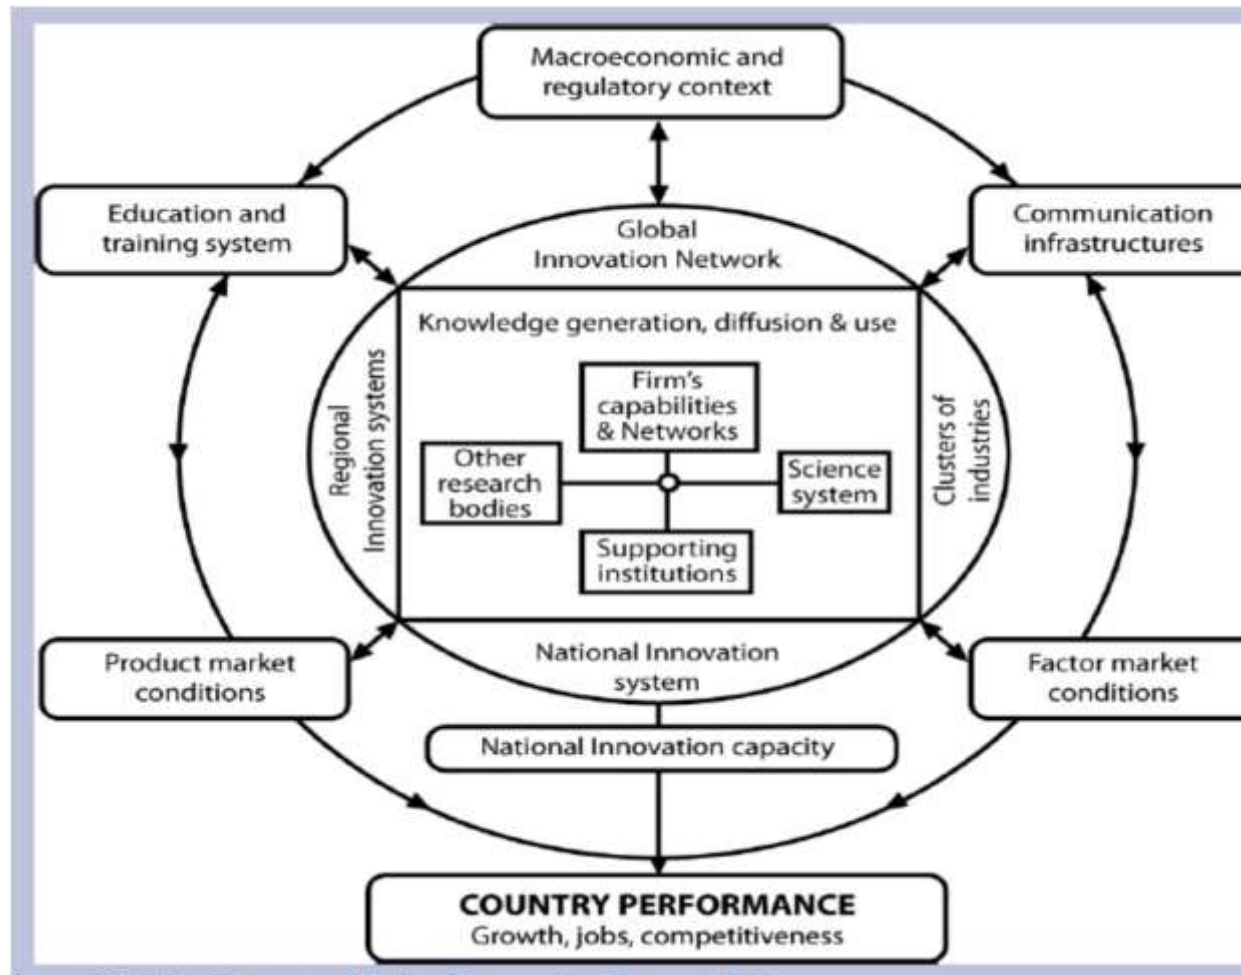 Macroeconomic and
regulatory context
Education and
training system
Communication
infrastructures
Global
Innovation Network
Knowledge generation, diffusion & use
Regional
Innovation systems
Firm's
capabilities
& Networks
Other
research
bodies
Science
system
Supporting
institutions
Clusters of
industries
Product market
conditions
National Innovation
system
Factor market
conditions
National Innovation capacity
COUNTRY PERFORMANCE
Growth, jobs, competitiveness